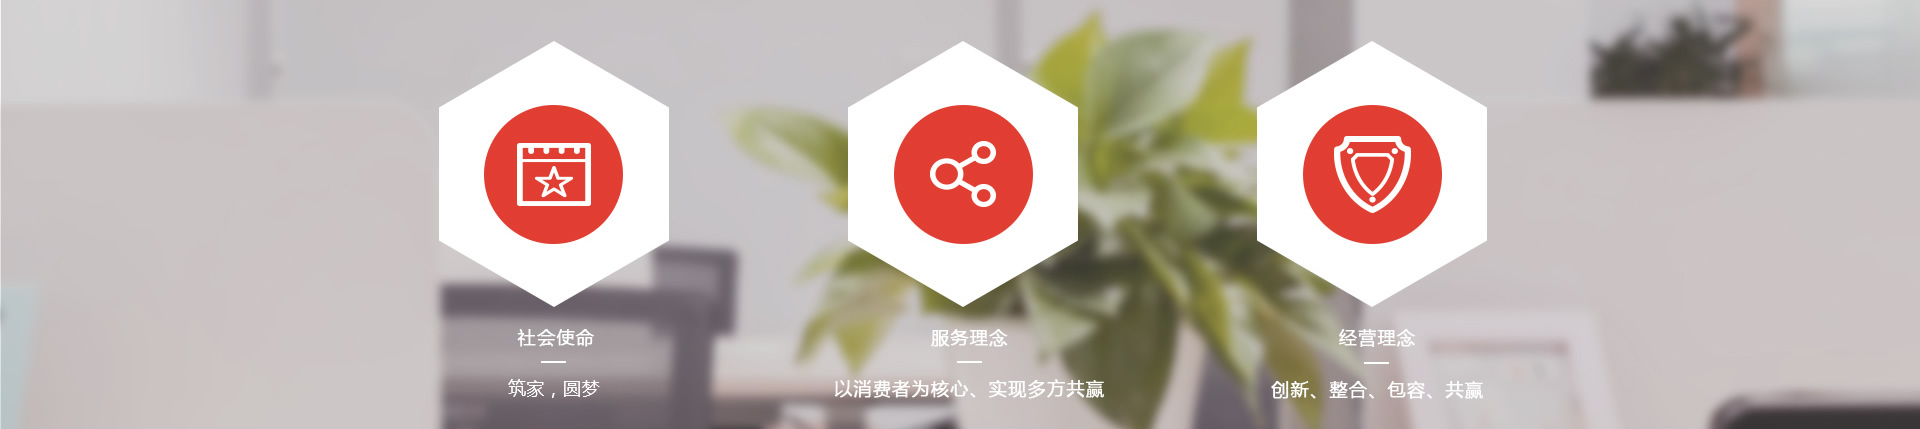 社会使命
筑家，圆梦
服务理念
以消费者为核心、实现多方共赢
经营理念
创新、整合、包容、共赢